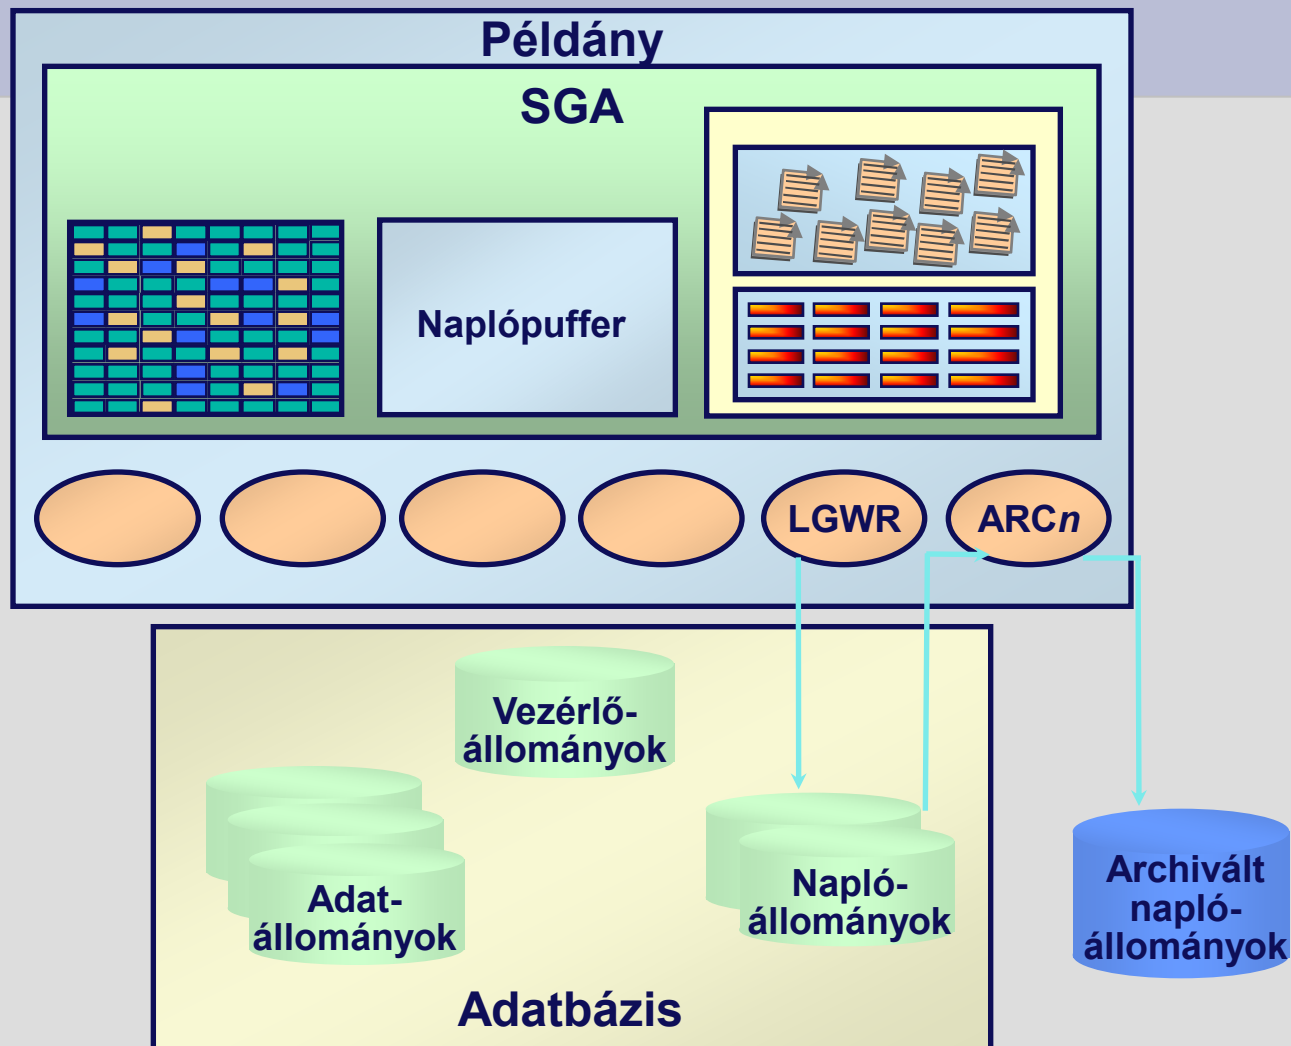 Példány
SGA
Naplópuffer
LGWR
ARCn
Vezérlő-
állományok
Adat-
állományok
Napló-
állományok
Archivált
napló-
állományok
Adatbázis